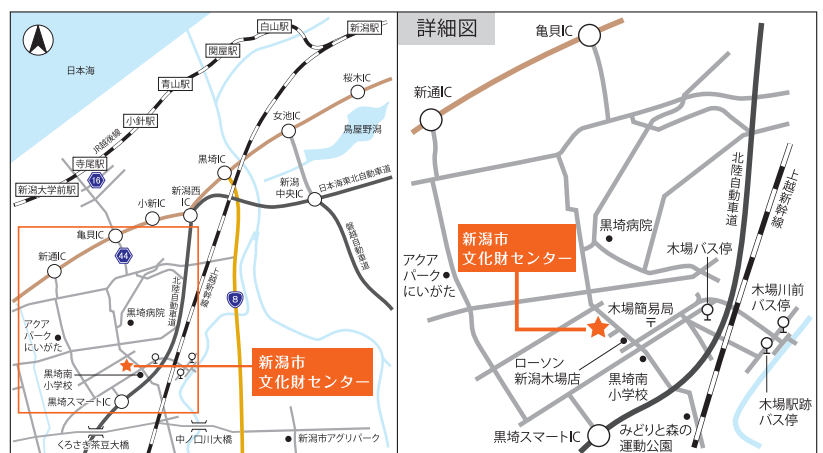 白山駅
新潟駅
関屋駅
日本海
青山駅
桜木IC
小針駅
女池IC
JR越後線
鳥屋野潟
寺尾駅
黒埼IC
16
新潟大学前駅
新潟
中央IC
日本海東北自動車道
新潟西
IC
小新IC
亀貝IC
磐越自動車道
44
新通IC
上越新幹線
北陸自動車道
8
黒埼病院
アクア
パーク
にいがた
新潟市
文化財センター
黒埼南
小学校
黒埼スマートIC
くろさき茶豆大橋
中ノ口川大橋
新潟市アグリパーク
詳細図
亀貝IC
新通IC
北陸自動車道
上越新幹線
黒埼病院
新潟市
文化財センター
アクア
パーク
にいがた
木場バス停
木場川前
バス停
木場簡易局
〒
ローソン
新潟木場店
黒埼南
小学校
木場駅跡
バス停
みどりと森の
運動公園
黒埼スマートIC